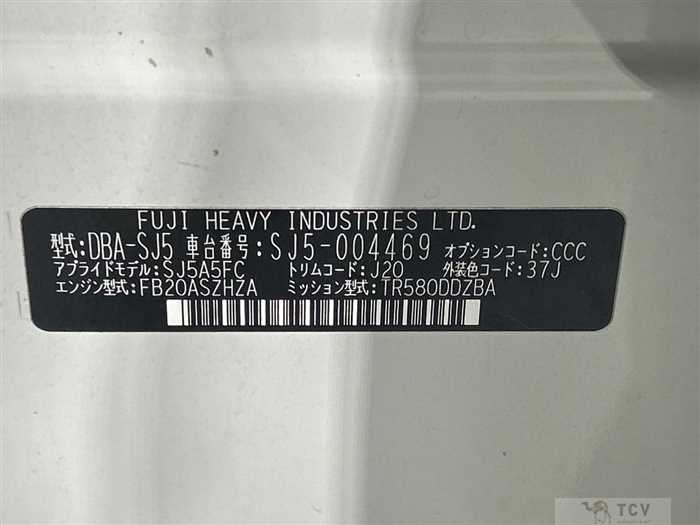 FUJI HEAVY INDUSTRIES LTD.
型式:DBA-SJ5 車台番号:SJ5-004469 オプションコード:CCC
アプライドモデル:SJ5A5FC トリムコード:J20 外装色コード:37J
エンジン型式:FB20ASZHZA ミッション型式:TR580DDZBA
TCV